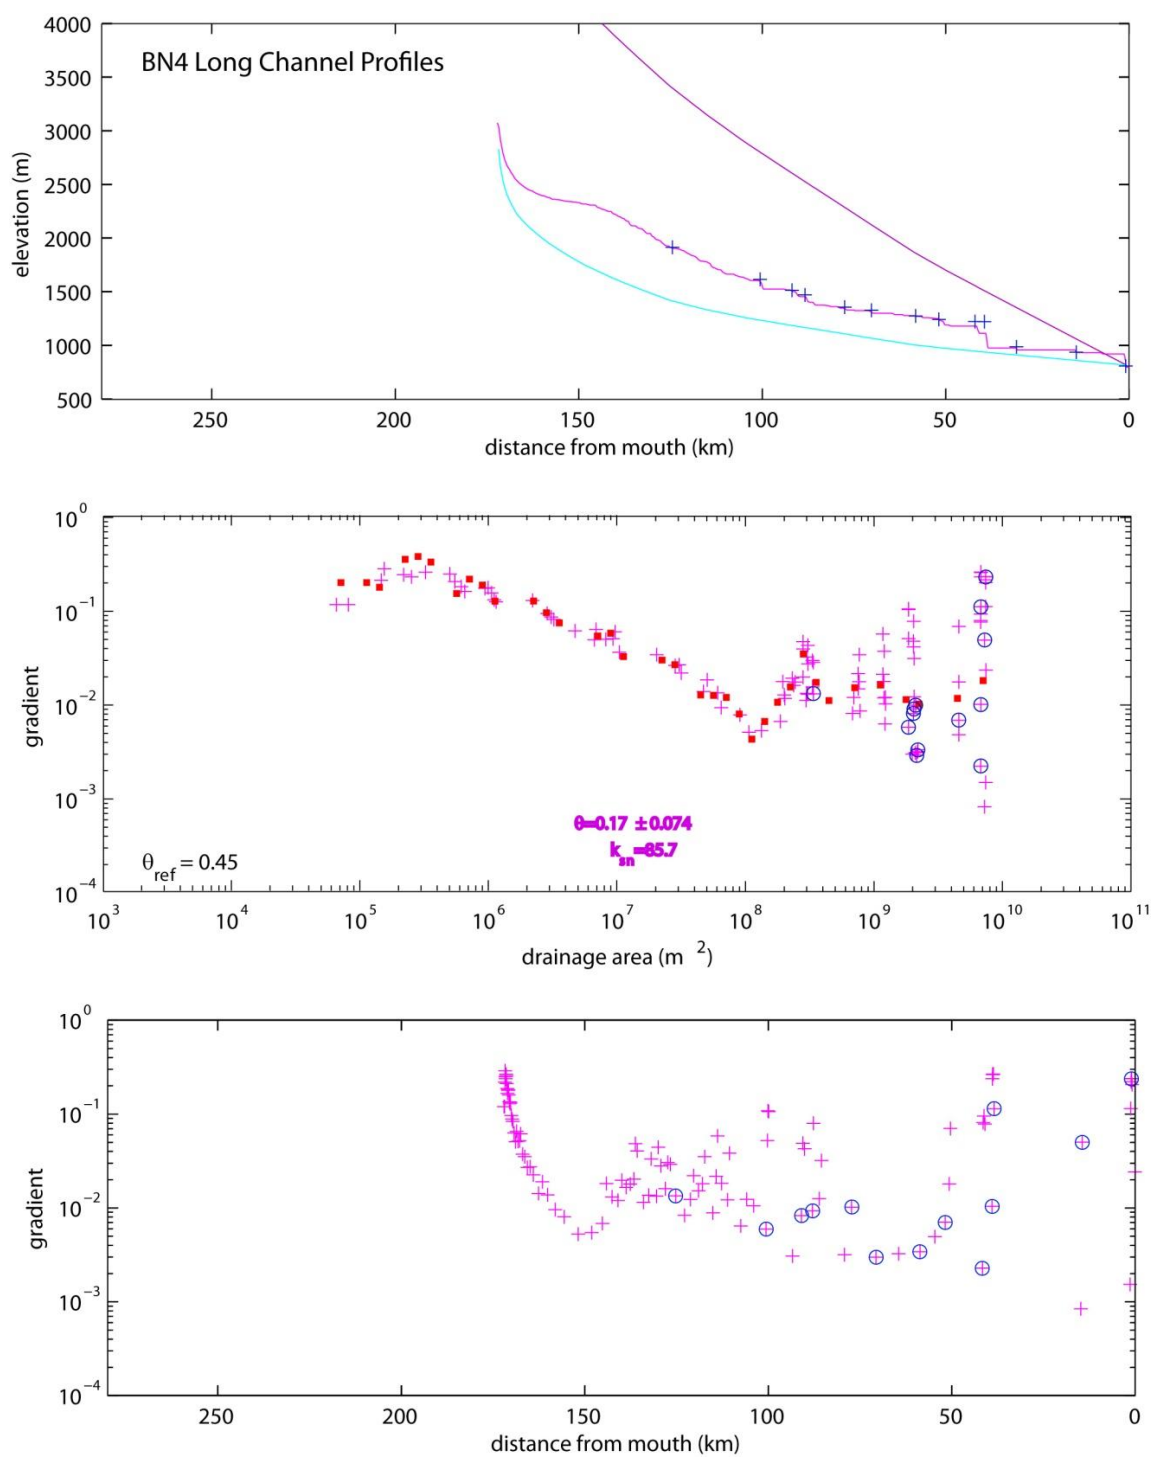 4000
BN4 Long Channel Profiles
3500
3000
2500
2000
1500
1000
500
elevation (m)
250 200 150 100 50 0
distance from mouth (km)
10^0
10^-1
10^-2
10^-3
10^-4
gradient
θ=0.17 ±0.074
k_sn=85.7
θ_ref = 0.45
10^3 10^4 10^5 10^6 10^7 10^8 10^9 10^10 10^11
drainage area (m ^2)
10^0
10^-1
10^-2
10^-3
10^-4
gradient
250 200 150 100 50 0
distance from mouth (km)